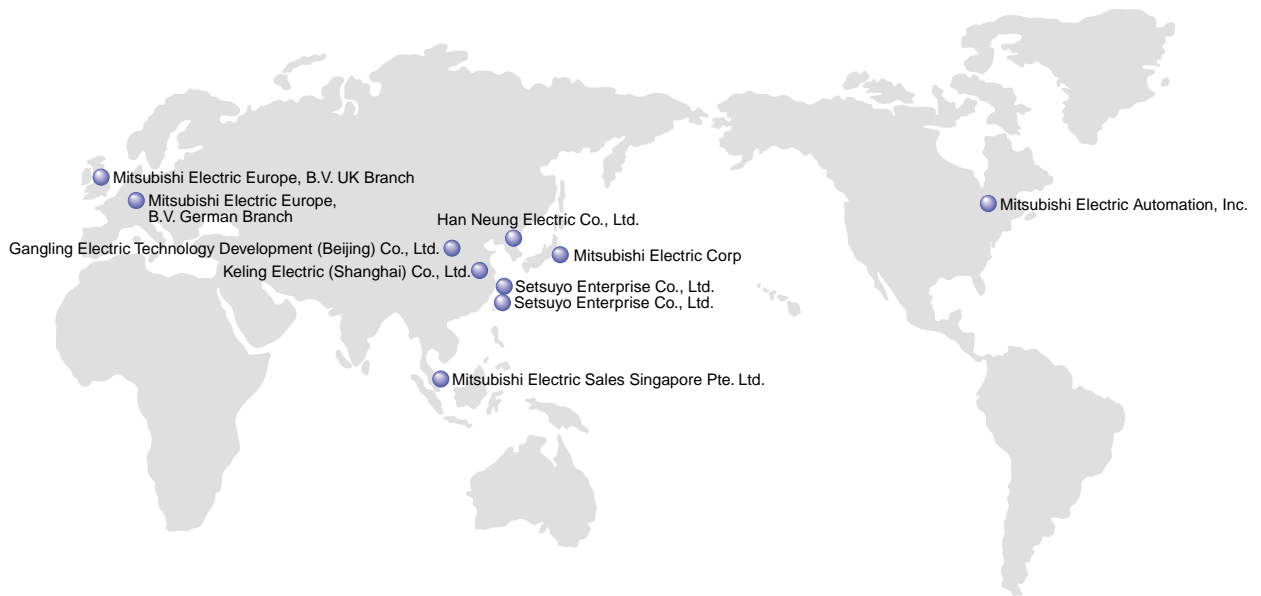 Mitsubishi Electric Europe, B.V. UK Branch
Mitsubishi Electric Europe,
B.V. German Branch
Mitsubishi Electric Automation, Inc.
Han Neung Electric Co., Ltd.
Gangling Electric Technology Development (Beijing) Co., Ltd.
Mitsubishi Electric Corp
Keling Electric (Shanghai) Co., Ltd.
Setsuyo Enterprise Co., Ltd.
Setsuyo Enterprise Co., Ltd.
Mitsubishi Electric Sales Singapore Pte. Ltd.